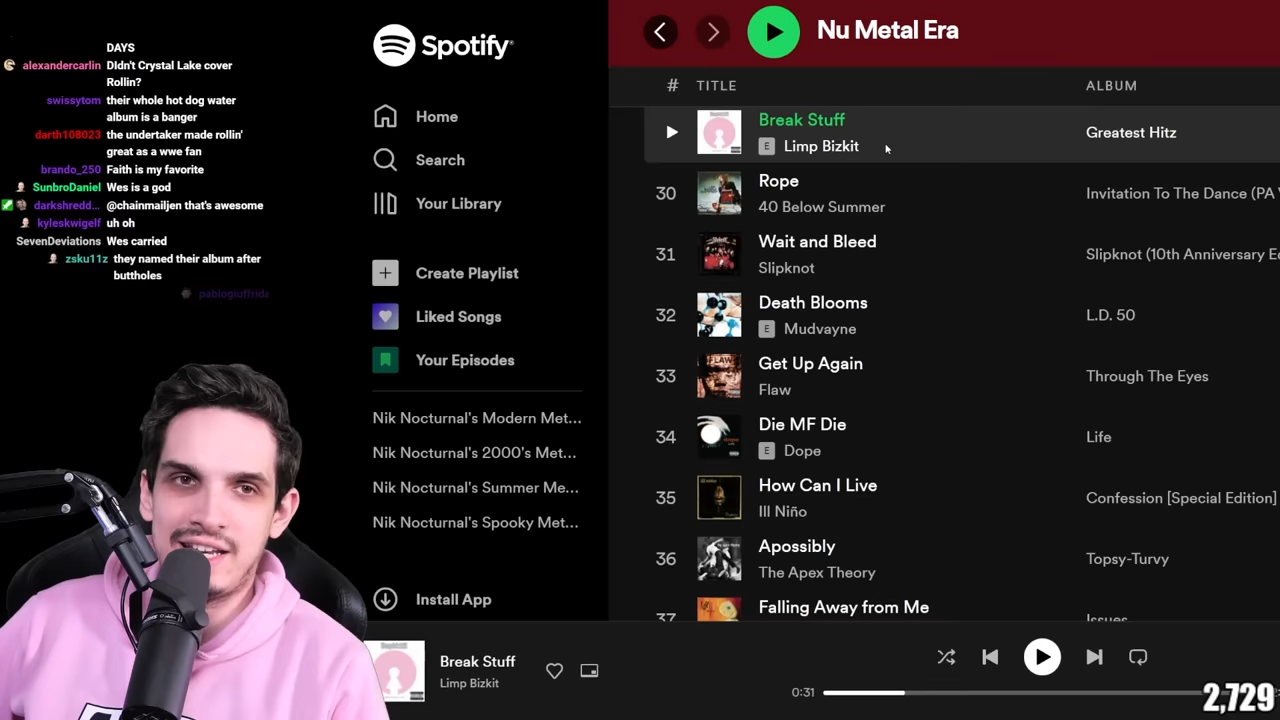 DAYS
alexandercarlin DIdn't Crystal Lake cover
Rollin?
swissytom their whole hot dog water
album is a banger
darth108023 the undertaker made rollin'
great as a wwe fan
brando_250 Faith is my favorite
SunbroDaniel Wes is a god
darkshredd... @chainmailjen that's awesome
kyleskwigelf uh oh
SevenDeviations Wes carried
zsku11z they named their album after
buttholes
pablogiuffrida
Spotify
Home
Search
Your Library
Create Playlist
Liked Songs
Your Episodes
Nik Nocturnal's Modern Met...
Nik Nocturnal's 2000's Met...
Nik Nocturnal's Summer Me...
Nik Nocturnal's Spooky Met...
Install App
Nu Metal Era
# TITLE ALBUM
Break Stuff
E Limp Bizkit
Greatest Hitz
30 Rope
40 Below Summer
Invitation To The Dance (PA
31 Wait and Bleed
Slipknot
Slipknot (10th Anniversary
32 Death Blooms
E Mudvayne
L.D. 50
33 Get Up Again
Flaw
Through The Eyes
34 Die MF Die
E Dope
Life
35 How Can I Live
Ill Niño
Confession [Special Edition]
36 Apossibly
The Apex Theory
Topsy-Turvy
37 Falling Away from Me
Issues
Break Stuff
Limp Bizkit
0:31
2,729